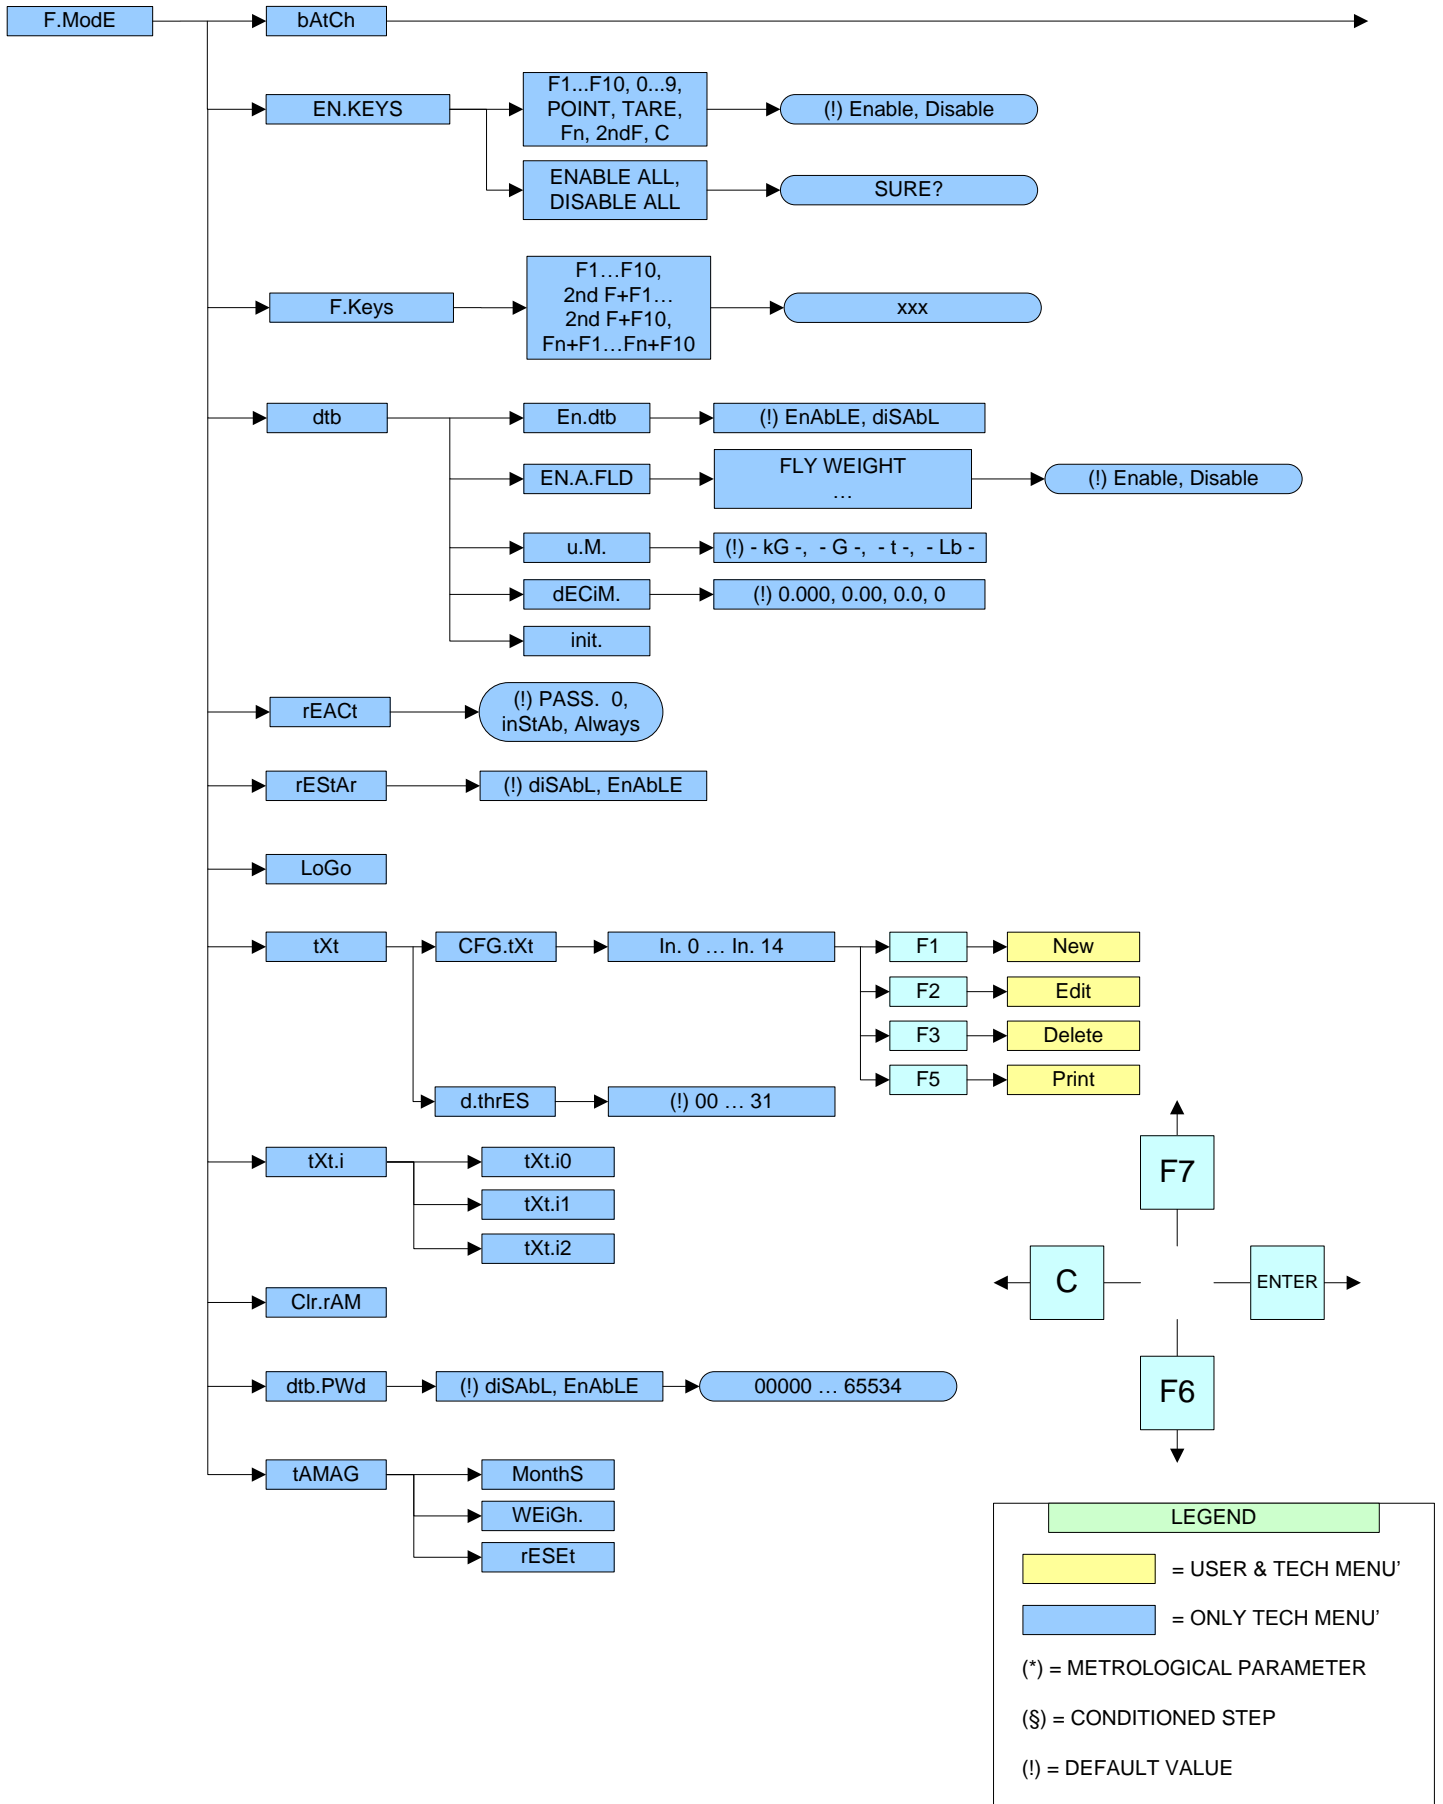 F.ModE
bAtCh
EN.KEYS
F1...F10, 0...9,
POINT, TARE,
Fn, 2ndF, C
(!) Enable, Disable
ENABLE ALL,
DISABLE ALL
SURE?
F.Keys
F1…F10,
2nd F+F1…
2nd F+F10,
Fn+F1…Fn+F10
xxx
dtb
En.dtb
(!) EnAbLE, diSAbL
EN.A.FLD
FLY WEIGHT
…
(!) Enable, Disable
u.M.
(!) - kG -, - G -, - t -, - Lb -
dECiM.
(!) 0.000, 0.00, 0.0, 0
init.
rEACt
(!) PASS. 0,
inStAb, Always
rEStAr
(!) diSAbL, EnAbLE
LoGo
tXt
CFG.tXt
In. 0 … In. 14
F1
New
F2
Edit
F3
Delete
F5
Print
d.thrES
(!) 00 … 31
tXt.i
tXt.i0
tXt.i1
tXt.i2
F7
C
ENTER
F6
Clr.rAM
dtb.PWd
(!) diSAbL, EnAbLE
00000 … 65534
tAMAG
MonthS
WEiGh.
rESEt
LEGEND
= USER & TECH MENU’
= ONLY TECH MENU’
(*) = METROLOGICAL PARAMETER
(§) = CONDITIONED STEP
(!) = DEFAULT VALUE